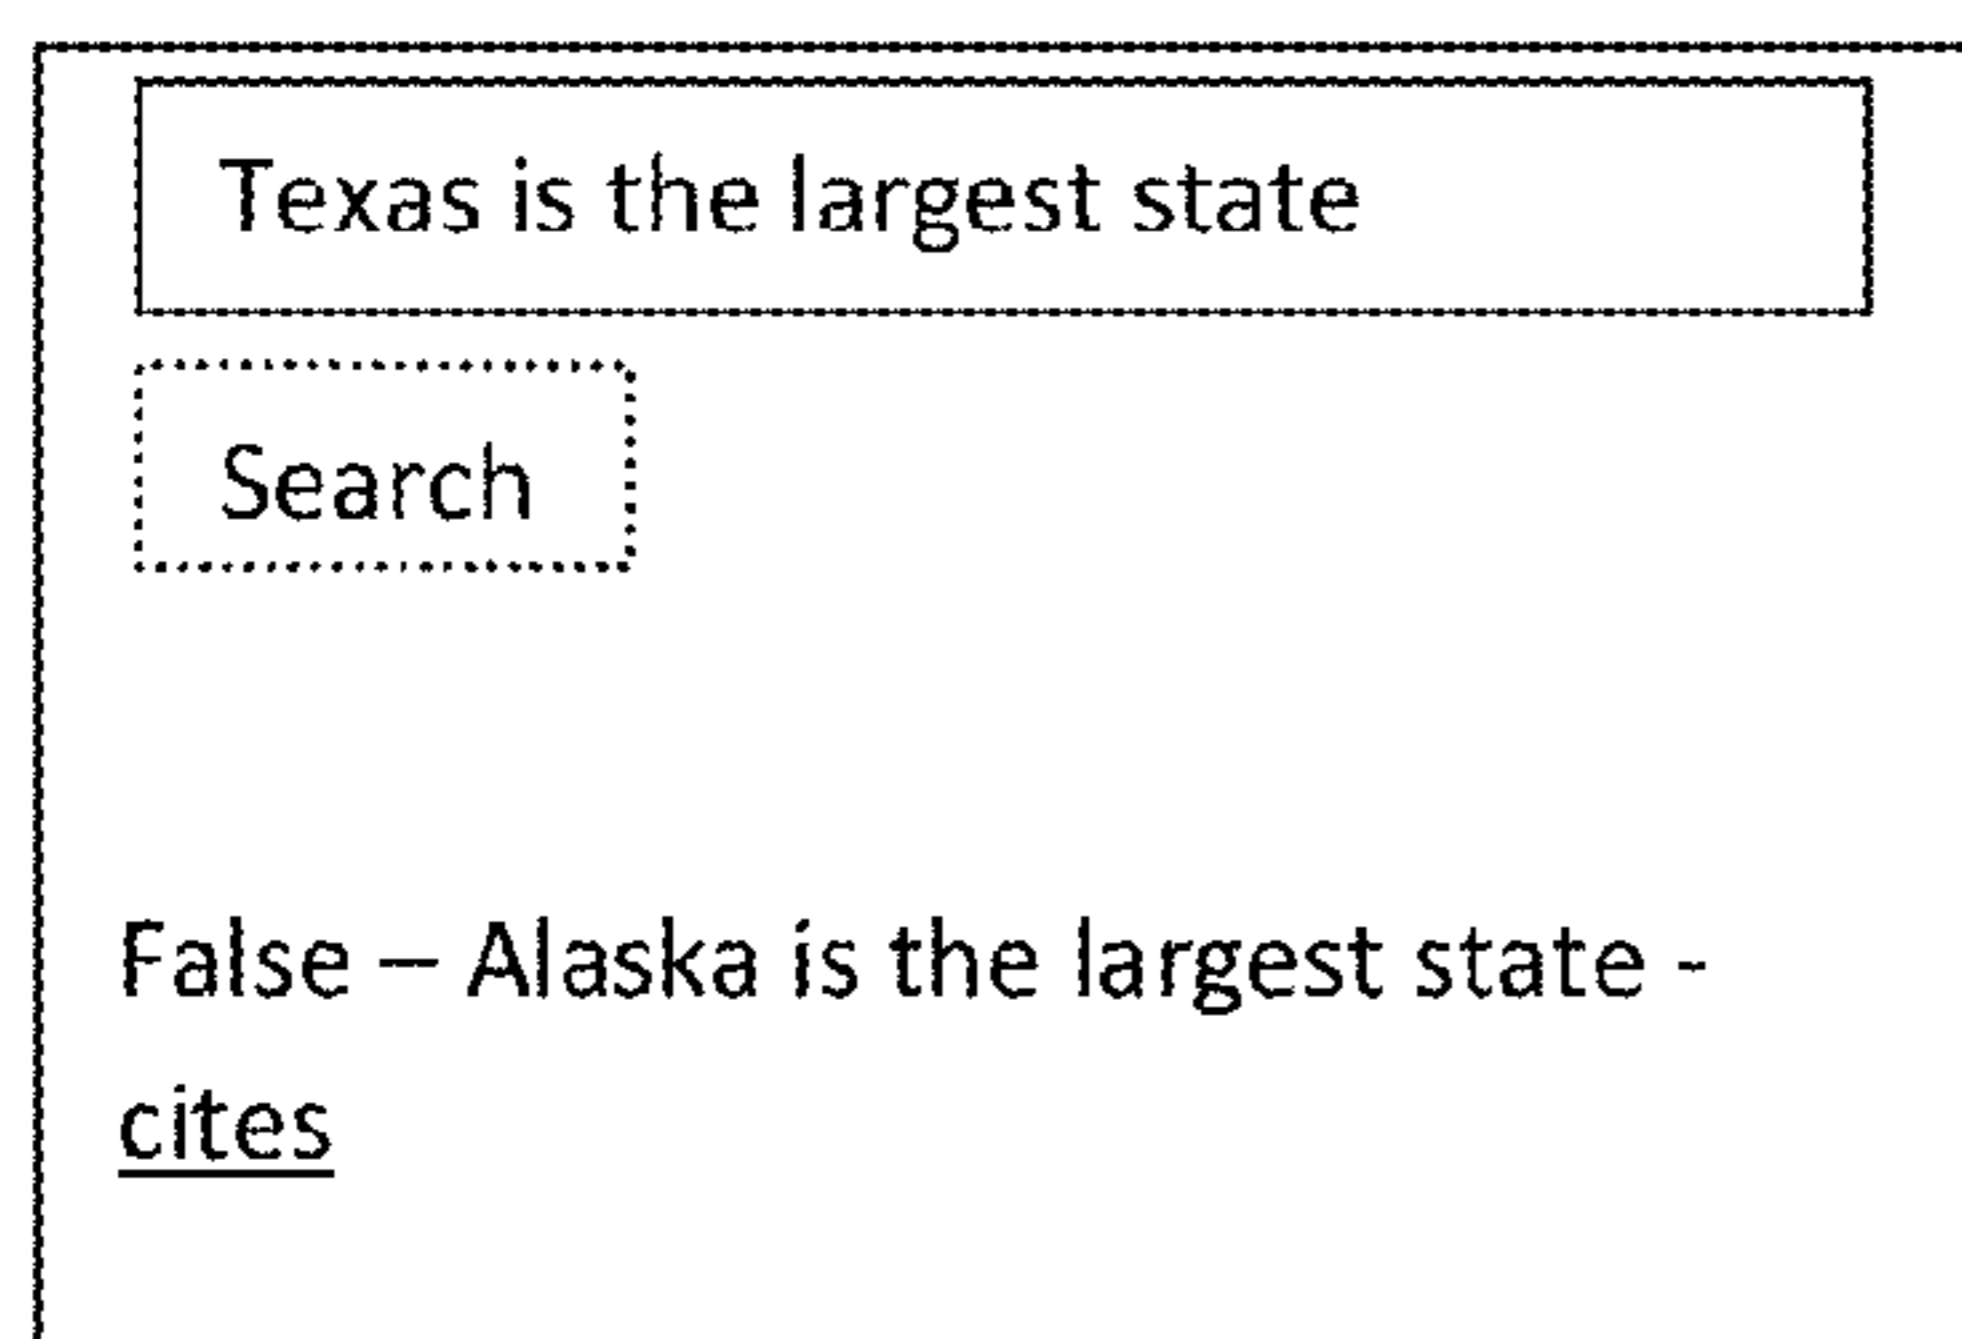 Texas is the largest state
Search
False – Alaska is the largest state -
cites